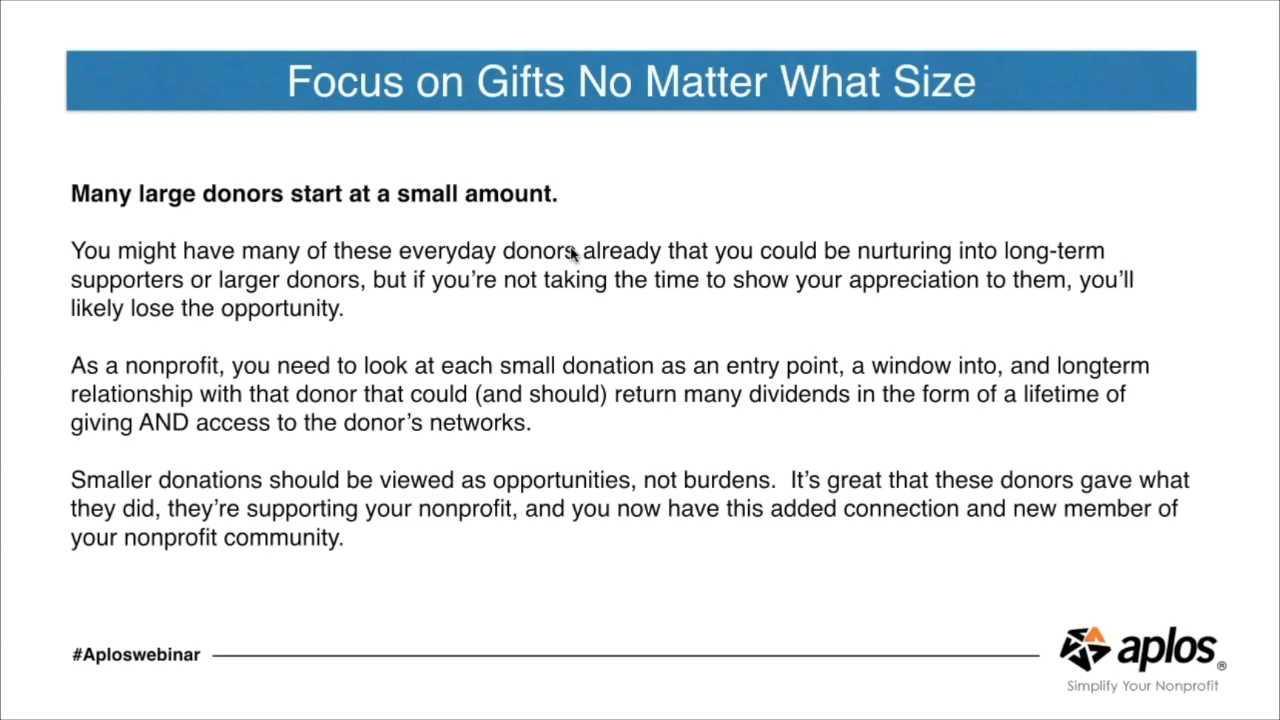 Focus on Gifts No Matter What Size
Many large donors start at a small amount.
You might have many of these everyday donors already that you could be nurturing into long-term
supporters or larger donors, but if you're not taking the time to show your appreciation to them, you'll
likely lose the opportunity.
As a nonprofit, you need to look at each small donation as an entry point, a window into, and longterm
relationship with that donor that could (and should) return many dividends in the form of a lifetime of
giving AND access to the donor's networks.
Smaller donations should be viewed as opportunities, not burdens.  It's great that these donors gave what
they did, they're supporting your nonprofit, and you now have this added connection and new member of
your nonprofit community.
#Aploswebinar
aplos®
Simplify Your Nonprofit